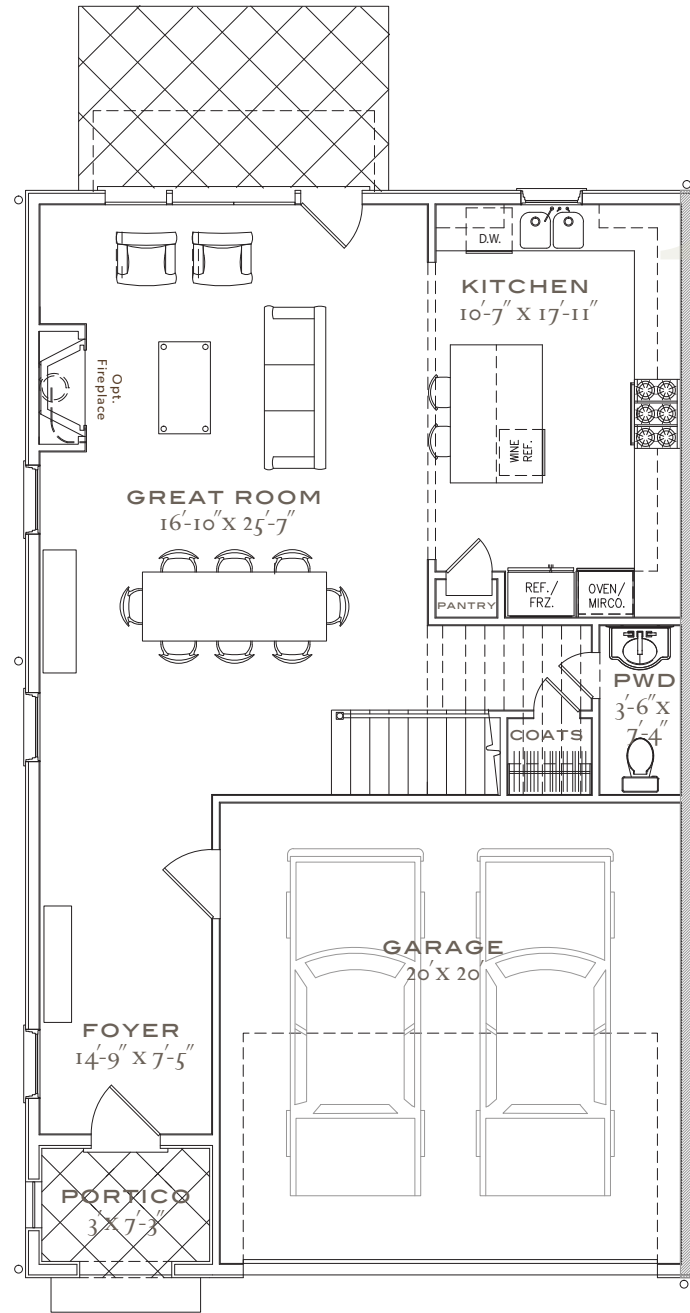 D.W.
KITCHEN
10'-7" X 17'-11"
Opt.
Fireplace
WINE
REF.
GREAT ROOM
16'-10" X 25'-7"
PANTRY
REF./
FRZ.
OVEN/
MIRCO.
PWD
3'-6" X
7'-4"
COATS
GARAGE
20' X 20'
FOYER
14'-9" X 7'-5"
PORTICO
3' X 7'-3"